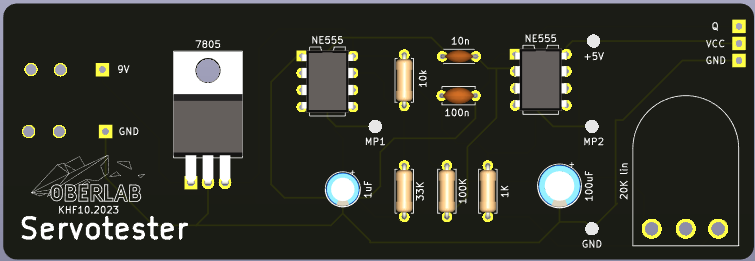 7805
NE555
10n
NE555
Q
+5V
VCC
9V
GND
10k
100n
GND
MP1
MP2
1uF
33K
100K
1K
100uF
20K lin
OBERLAB
KHF10.2023
Servotester
GND
+
+